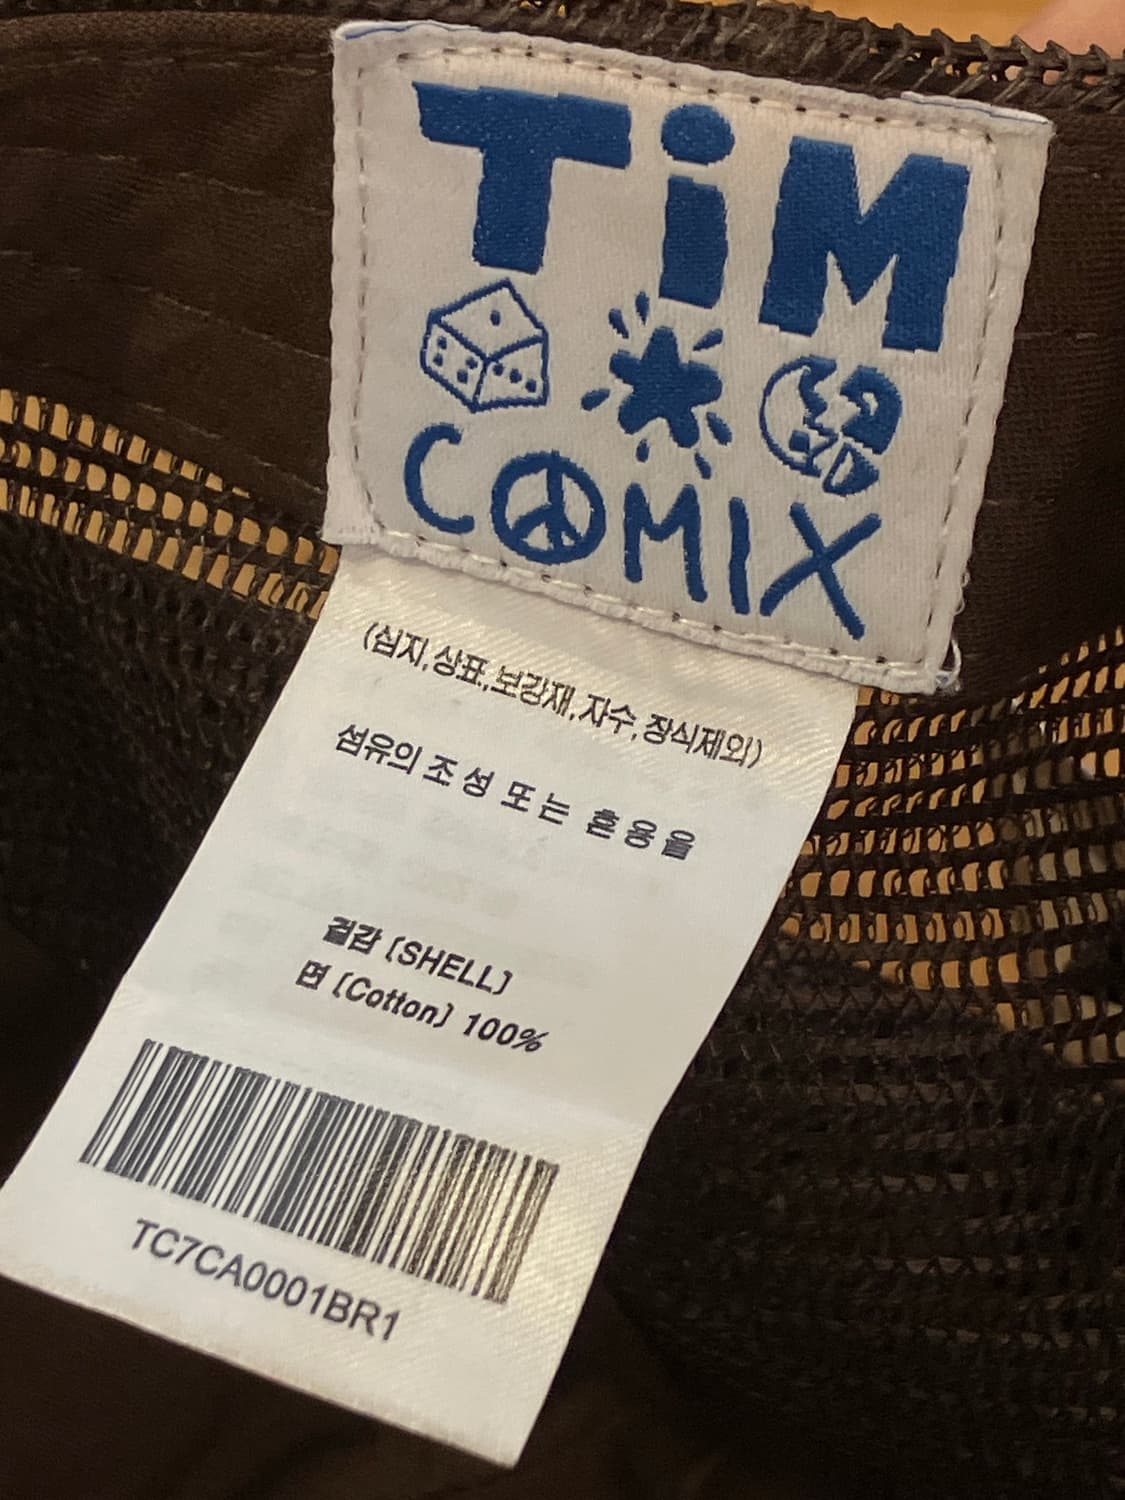 TiM
COMIX
(심지,상표,보강재,자수,장식제외)
섬유의 조 성 또 는 혼 용 율
겉감 (SHELL)
면 (Cotton) 100%
TC7CA0001BR1